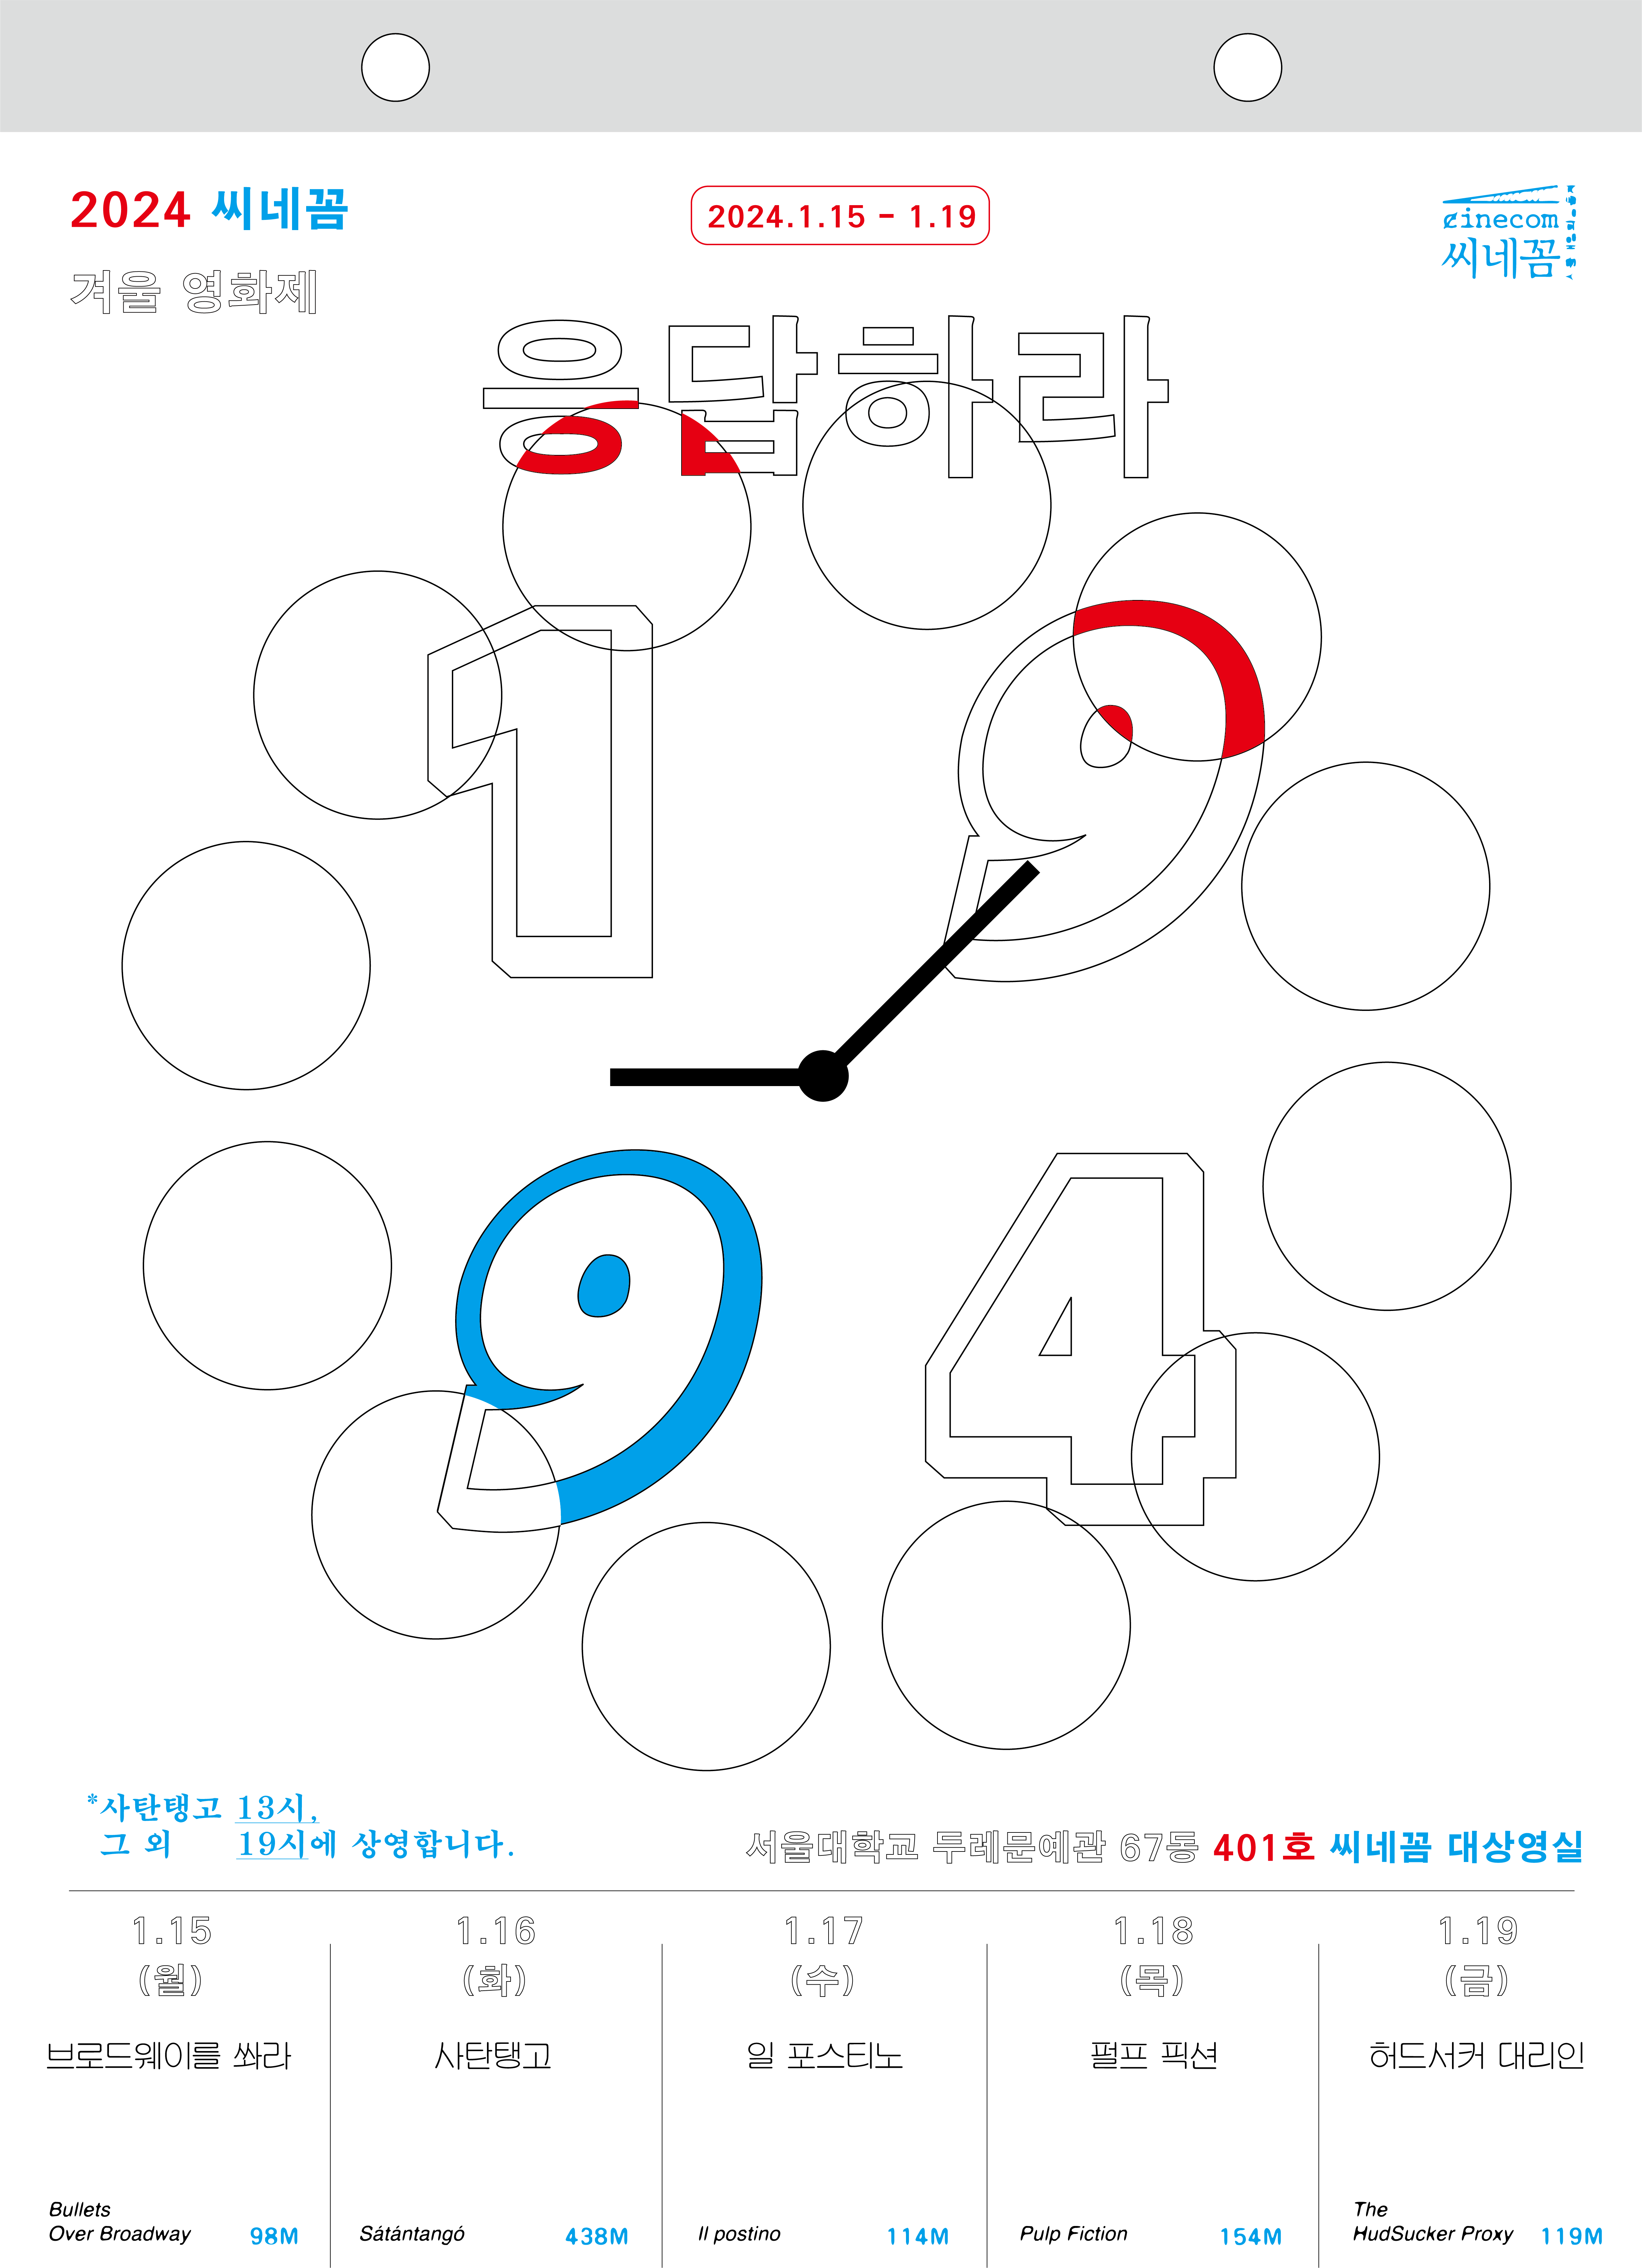 2024 씨네꼼
겨울 영화제
2024.1.15 - 1.19
cinecom
씨네꼼
응답하라
1 9
9 4
*사탄탱고 13시,
그 외 19시에 상영합니다.
서울대학교 두레문예관 67동 401호 씨네꼼 대상영실
1.15
(월)
브로드웨이를 쏴라
Bullets
Over Broadway 98M
1.16
(화)
사탄탱고
Sátántangó 438M
1.17
(수)
일 포스티노
Il postino 114M
1.18
(목)
펄프 픽션
Pulp Fiction 154M
1.19
(금)
허드서커 대리인
The
HudSucker Proxy 119M